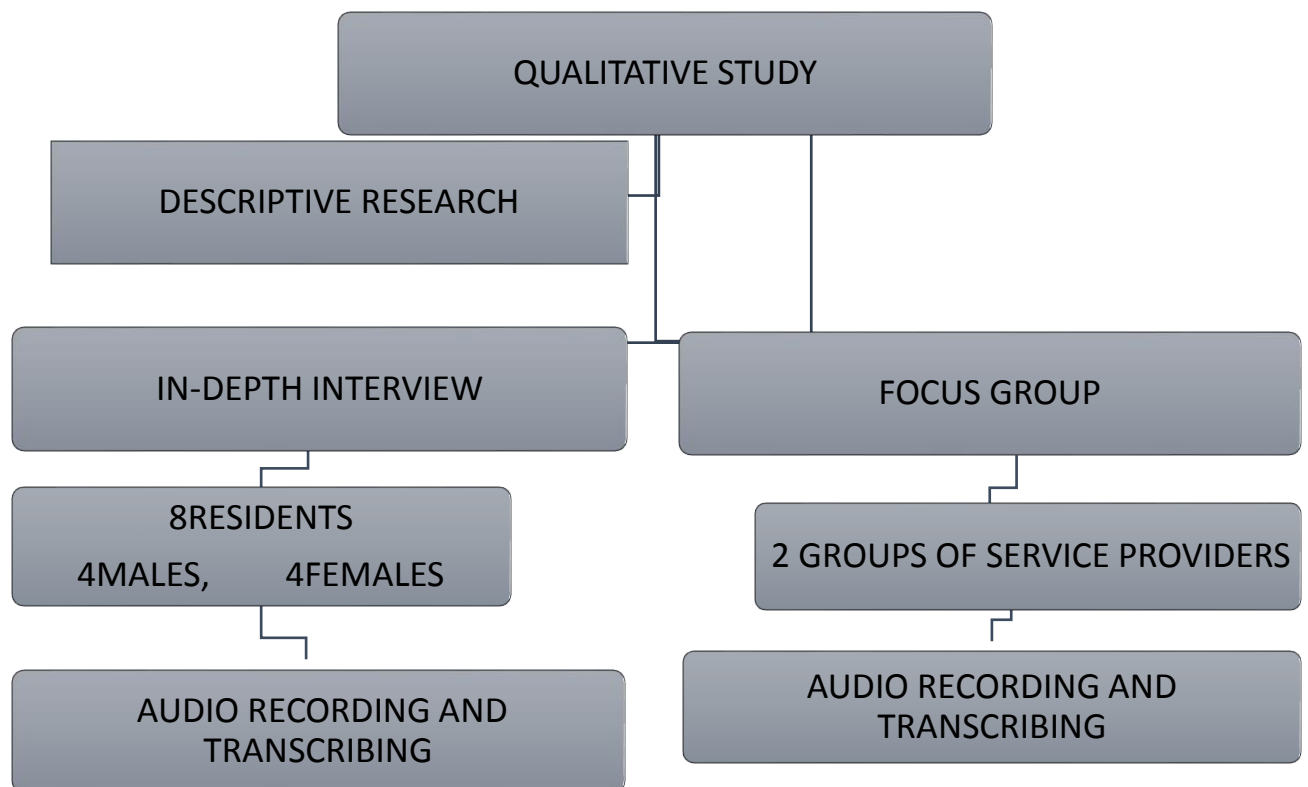 QUALITATIVE STUDY
DESCRIPTIVE RESEARCH
IN-DEPTH INTERVIEW
FOCUS GROUP
8RESIDENTS
4MALES, 4FEMALES
2 GROUPS OF SERVICE PROVIDERS
AUDIO RECORDING AND
TRANSCRIBING
AUDIO RECORDING AND
TRANSCRIBING